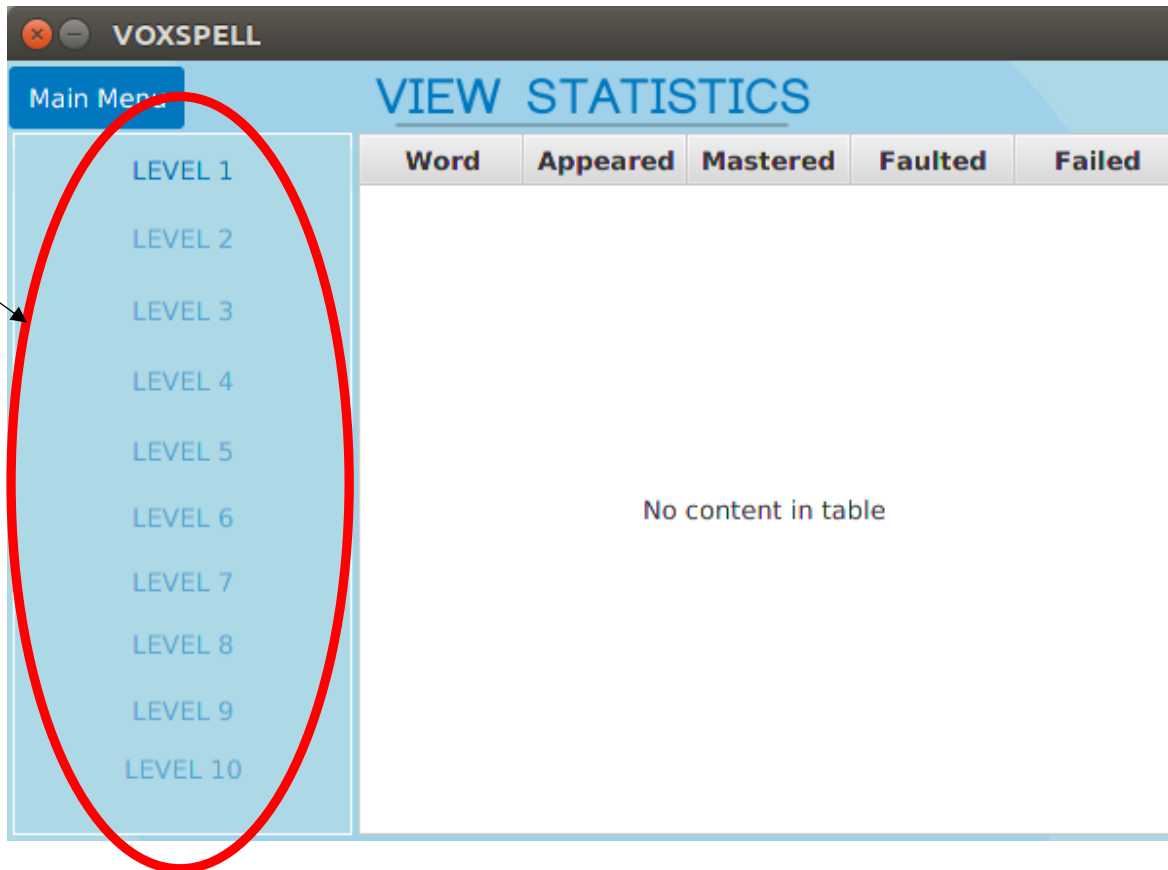 VOXSPELL
Main Menu
VIEW STATISTICS
LEVEL 1
LEVEL 2
LEVEL 3
LEVEL 4
LEVEL 5
LEVEL 6
LEVEL 7
LEVEL 8
LEVEL 9
LEVEL 10
Word Appeared Mastered Faulted Failed
No content in table